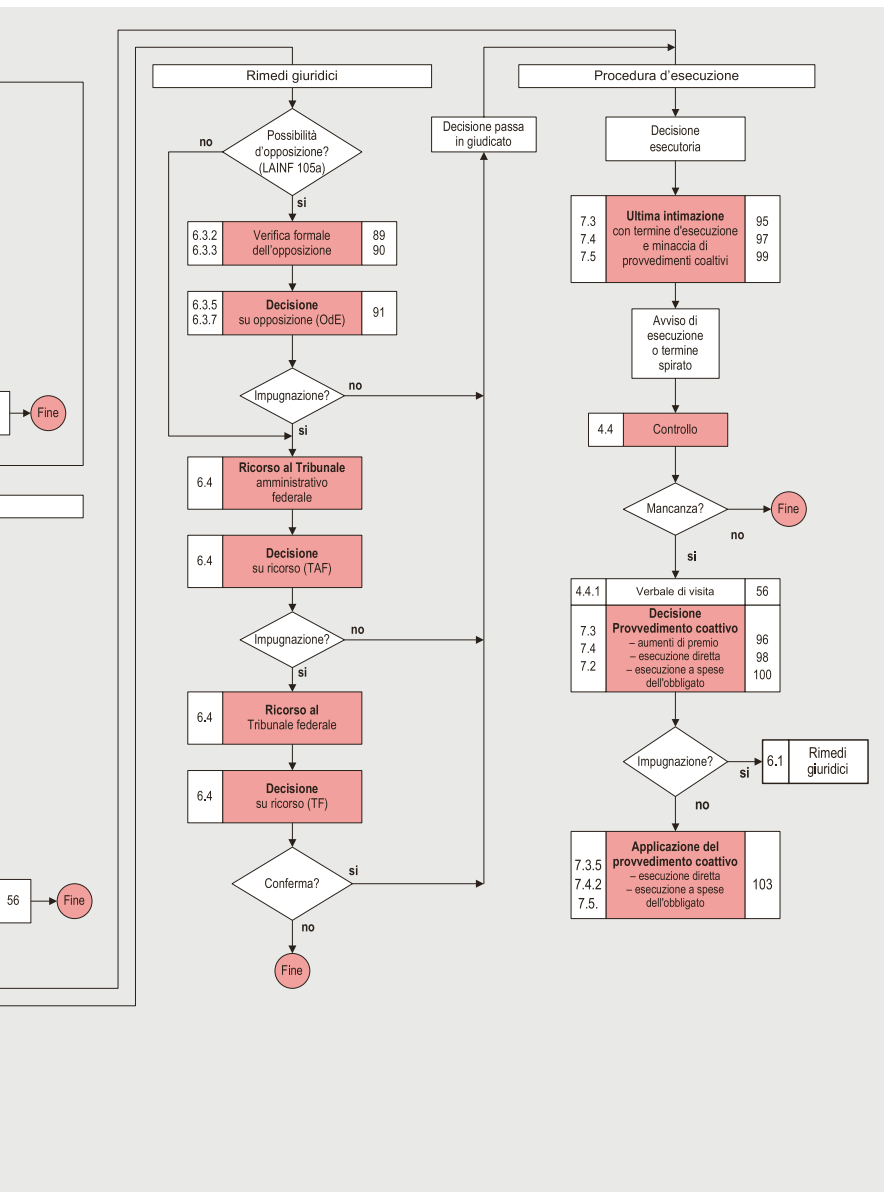 Fine
56
Fine
Rimedi giuridici
Possibilità
d'opposizione?
(LAINF 105a)
no
si
6.3.2
6.3.3
Verifica formale
dell'opposizione
89
90
6.3.5
6.3.7
Decisione
su opposizione (OdE)
91
Impugnazione?
no
si
6.4
Ricorso al Tribunale
amministrativo
federale
6.4
Decisione
su ricorso (TAF)
Impugnazione?
no
si
6.4
Ricorso al
Tribunale federale
6.4
Decisione
su ricorso (TF)
Conferma?
si
no
Fine
Decisione passa
in giudicato
Procedura d'esecuzione
Decisione
esecutoria
7.3
7.4
7.5
Ultima intimazione
con termine d'esecuzione
e minaccia di
provvedimenti coaltivi
95
97
99
Avviso di
esecuzione
o termine
spirato
4.4
Controllo
Mancanza?
no
Fine
si
4.4.1
Verbale di visita
56
7.3
7.4
7.2
Decisione
Provvedimento coattivo
– aumenti di premio
– esecuzione diretta
– esecuzione a spese
dell'obbligato
96
98
100
Impugnazione?
si
6.1
Rimedi
giuridici
no
7.3.5
7.4.2
7.5.
Applicazione del
provvedimento coattivo
– esecuzione diretta
– esecuzione a spese
dell'obbligato
103